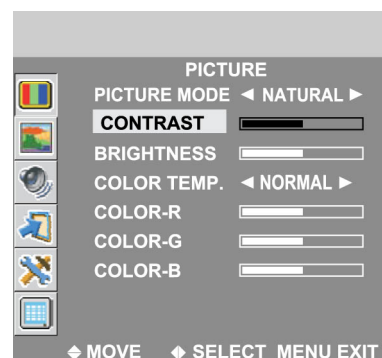 PICTURE
PICTURE MODE ◄ NATURAL ►
CONTRAST
BRIGHTNESS
COLOR TEMP. ◄ NORMAL ►
COLOR-R
COLOR-G
COLOR-B
MOVE SELECT MENU EXIT